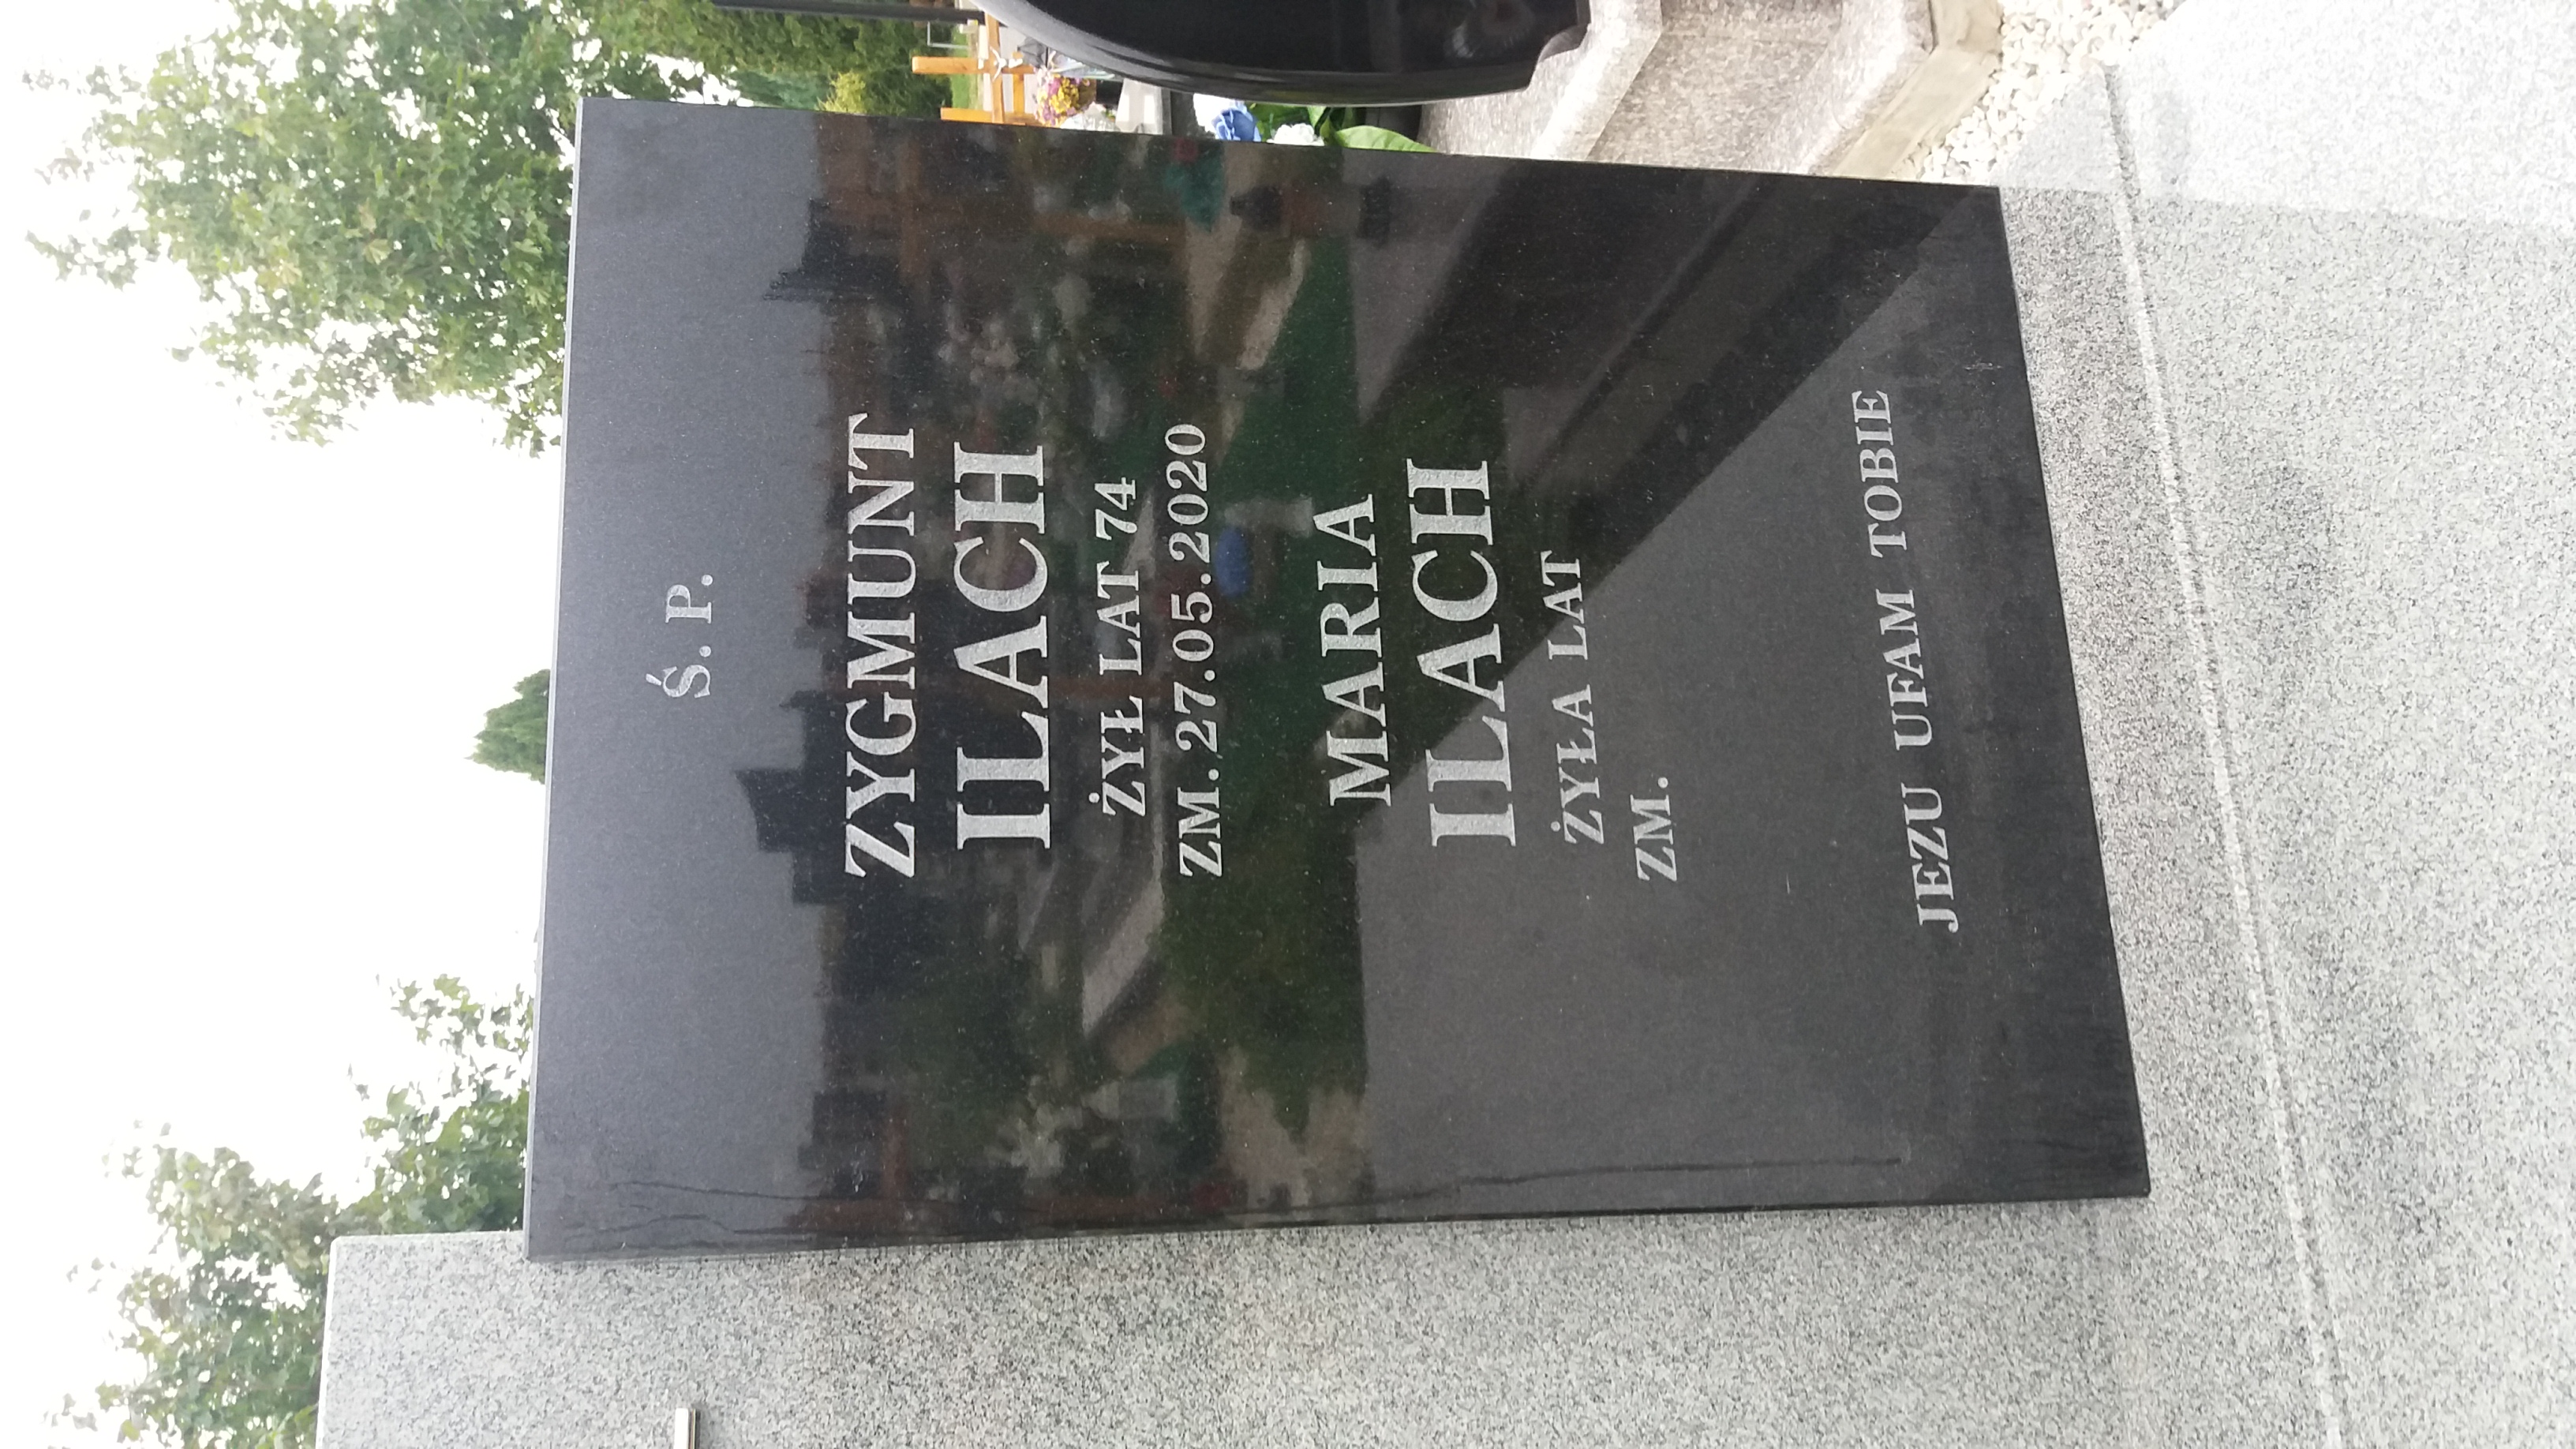 Ś. P.
ZYGMUNT
ILACH
ŻYŁ LAT 74
ZM. 27.05.2020
MARIA
ILACH
ŻYŁA LAT
ZM.
JEZU UFAM TOBIE